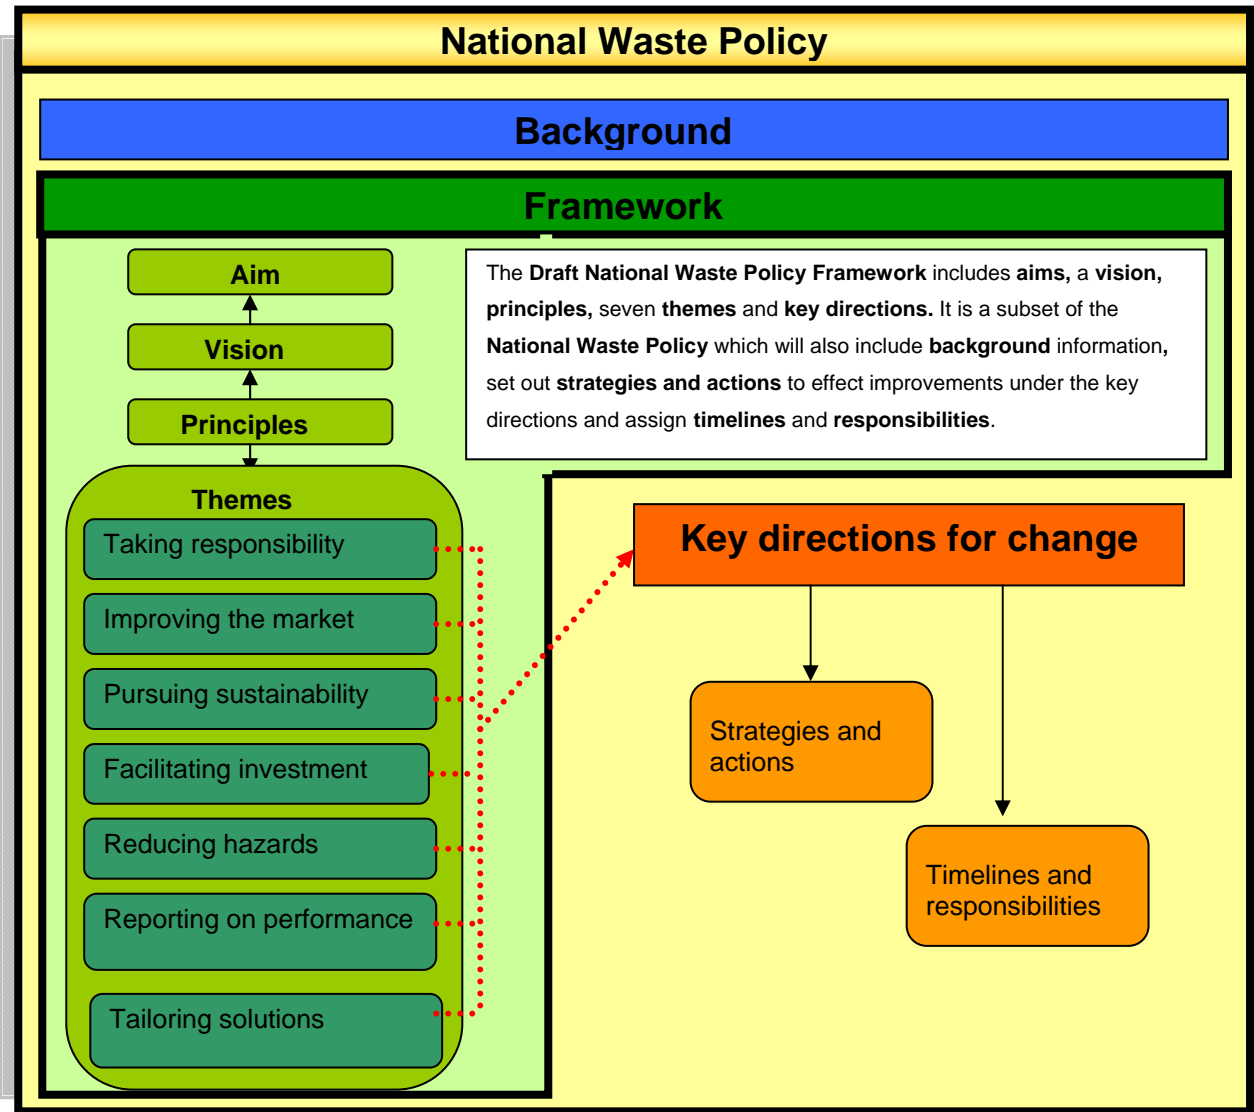 National Waste Policy
Background
Framework
Aim
Vision
Principles
The Draft National Waste Policy Framework includes aims, a vision,
principles, seven themes and key directions. It is a subset of the
National Waste Policy which will also include background information,
set out strategies and actions to effect improvements under the key
directions and assign timelines and responsibilities.
Themes
Taking responsibility
Improving the market
Pursuing sustainability
Facilitating investment
Reducing hazards
Reporting on performance
Tailoring solutions
Key directions for change
Strategies and
actions
Timelines and
responsibilities